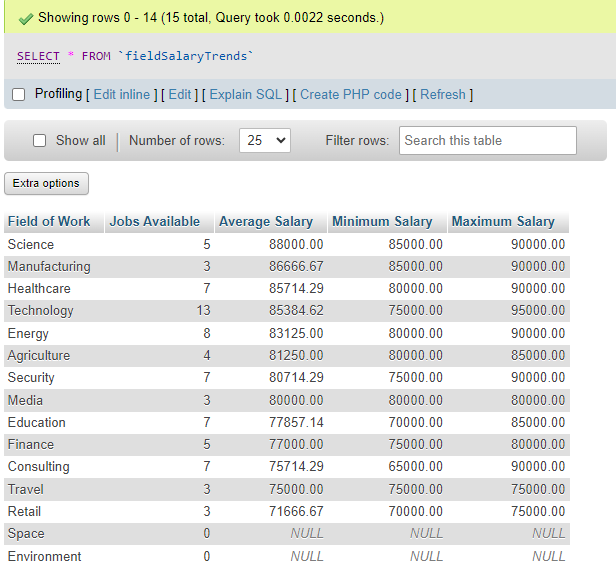 Showing rows 0 - 14 (15 total, Query took 0.0022 seconds.)
SELECT * FROM `fieldSalaryTrends`
Profiling [ Edit inline ] [ Edit ] [ Explain SQL ] [ Create PHP code ] [ Refresh ]
Show all Number of rows: 25 Filter rows: Search this table
Extra options
Field of Work Jobs Available Average Salary Minimum Salary Maximum Salary
Science 5 88000.00 85000.00 90000.00
Manufacturing 3 86666.67 85000.00 90000.00
Healthcare 7 85714.29 80000.00 90000.00
Technology 13 85384.62 75000.00 95000.00
Energy 8 83125.00 80000.00 90000.00
Agriculture 4 81250.00 80000.00 85000.00
Security 7 80714.29 75000.00 90000.00
Media 3 80000.00 80000.00 80000.00
Education 7 77857.14 70000.00 85000.00
Finance 5 77000.00 75000.00 80000.00
Consulting 7 75714.29 65000.00 90000.00
Travel 3 75000.00 75000.00 75000.00
Retail 3 71666.67 70000.00 75000.00
Space 0 NULL NULL NULL
Environment 0 NULL NULL NULL